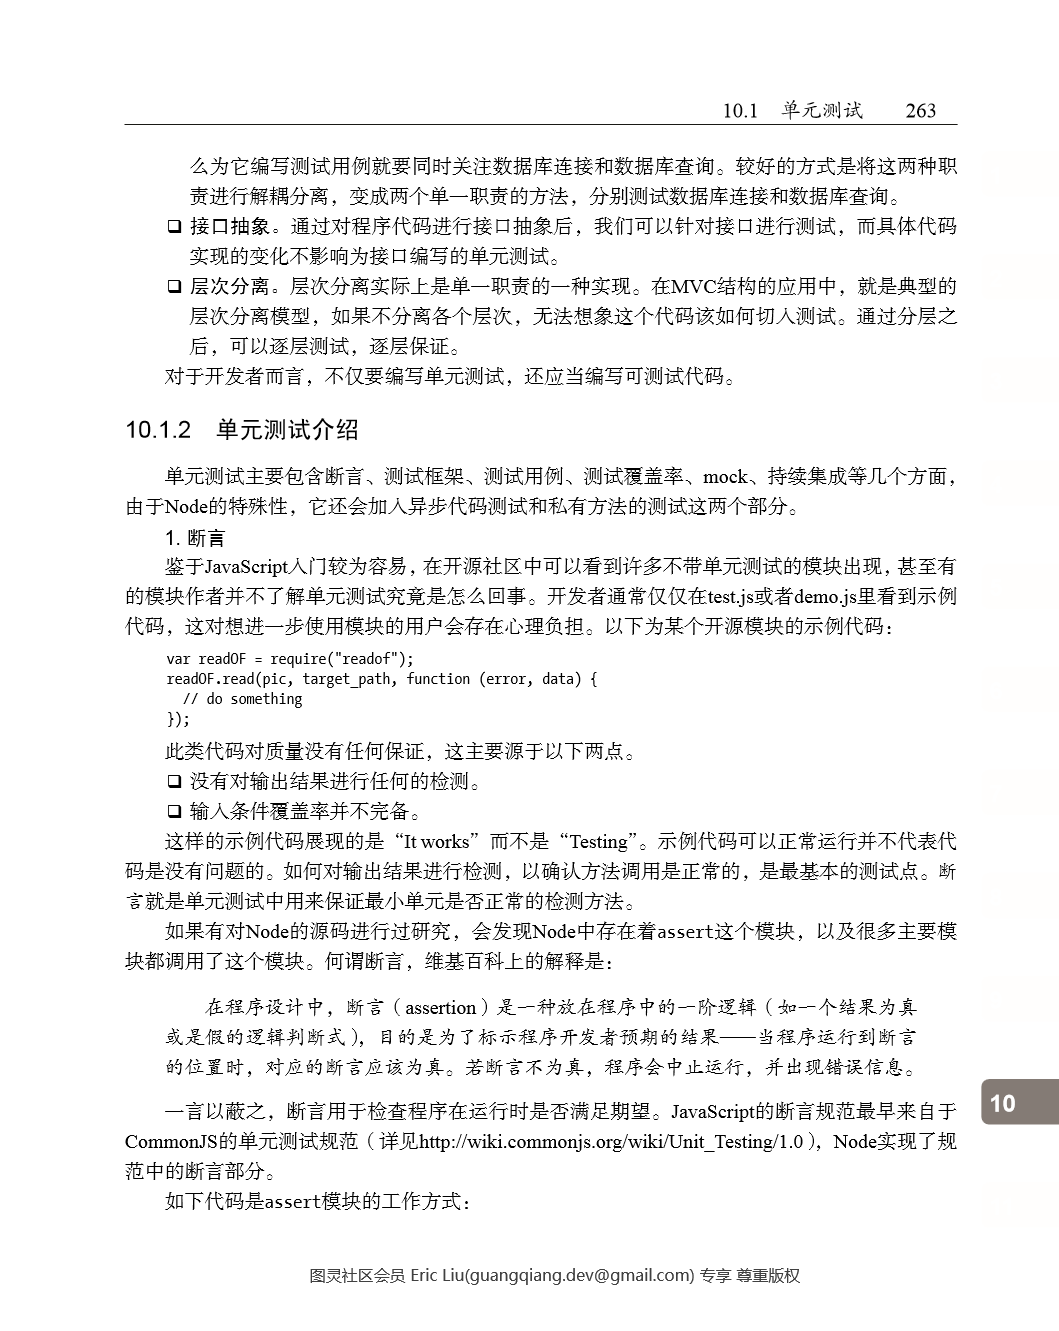 10.1 单元测试 263
么为它编写测试用例就要同时关注数据库连接和数据库查询。较好的方式是将这两种职
责进行解耦分离，变成两个单一职责的方法，分别测试数据库连接和数据库查询。
❑ 接口抽象。通过对程序代码进行接口抽象后，我们可以针对接口进行测试，而具体代码
实现的变化不影响为接口编写的单元测试。
❑ 层次分离。层次分离实际上是单一职责的一种实现。在MVC结构的应用中，就是典型的
层次分离模型，如果不分离各个层次，无法想象这个代码该如何切入测试。通过分层之
后，可以逐层测试，逐层保证。
对于开发者而言，不仅要编写单元测试，还应当编写可测试代码。
10.1.2 单元测试介绍
单元测试主要包含断言、测试框架、测试用例、测试覆盖率、mock、持续集成等几个方面，
由于Node的特殊性，它还会加入异步代码测试和私有方法的测试这两个部分。
1. 断言
鉴于JavaScript入门较为容易，在开源社区中可以看到许多不带单元测试的模块出现，甚至有
的模块作者并不了解单元测试究竟是怎么回事。开发者通常仅仅在test.js或者demo.js里看到示例
代码，这对想进一步使用模块的用户会存在心理负担。以下为某个开源模块的示例代码：
var readOF = require("readof");
readOF.read(pic, target_path, function (error, data) {
  // do something
});
此类代码对质量没有任何保证，这主要源于以下两点。
❑ 没有对输出结果进行任何的检测。
❑ 输入条件覆盖率并不完备。
这样的示例代码展现的是“It works”而不是“Testing”。示例代码可以正常运行并不代表代
码是没有问题的。如何对输出结果进行检测，以确认方法调用是正常的，是最基本的测试点。断
言就是单元测试中用来保证最小单元是否正常的检测方法。
如果有对Node的源码进行过研究，会发现Node中存在着assert这个模块，以及很多主要模
块都调用了这个模块。何谓断言，维基百科上的解释是：
在程序设计中，断言（assertion）是一种放在程序中的一阶逻辑（如一个结果为真
或是假的逻辑判断式），目的是为了标示程序开发者预期的结果——当程序运行到断言
的位置时，对应的断言应该为真。若断言不为真，程序会中止运行，并出现错误信息。
一言以蔽之，断言用于检查程序在运行时是否满足期望。JavaScript的断言规范最早来自于
CommonJS的单元测试规范（详见http://wiki.commonjs.org/wiki/Unit_Testing/1.0），Node实现了规
范中的断言部分。
如下代码是assert模块的工作方式：
10
图灵社区会员 Eric Liu(guangqiang.dev@gmail.com) 专享 尊重版权